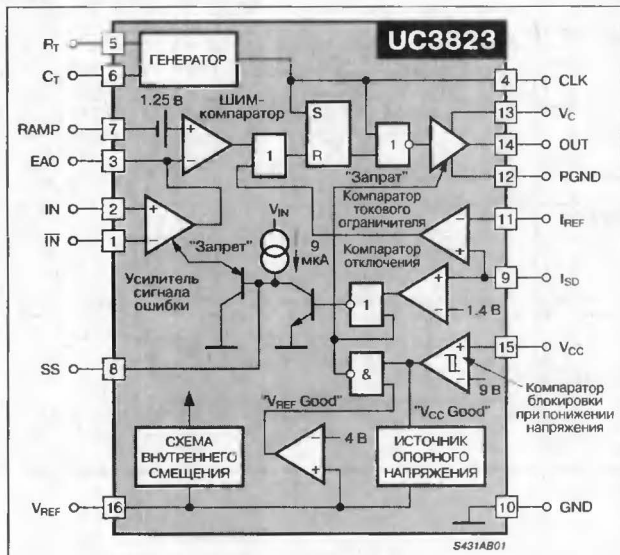 UC3823
R_T 5
C_T 6
ГЕНЕРАТОР
4 CLK
1.25 В
ШИМ-
компаратор
13 V_C
RAMP 7
S
R
1
1
14 OUT
EAO 3
"Запрат"
12 PGND
Компаратор
токового
ограничителя
IN 2
V_IN
11 I_REF
"Запрет"
9
мкА
Компаратор
отключения
I̅N̅ 1
9 I_SD
Усилитель
сигнала
ошибки
1
1.4 В
15 V_CC
SS 8
&
9 В
"V_REF Good"
"V_CC Good"
Компаратор
блокировки
при понижении
напряжения
СХЕМА
ВНУТРЕННЕГО
СМЕЩЕНИЯ
4 В
ИСТОЧНИК
ОПОРНОГО
НАПРЯЖЕНИЯ
V_REF 16
10 GND
S431AB01